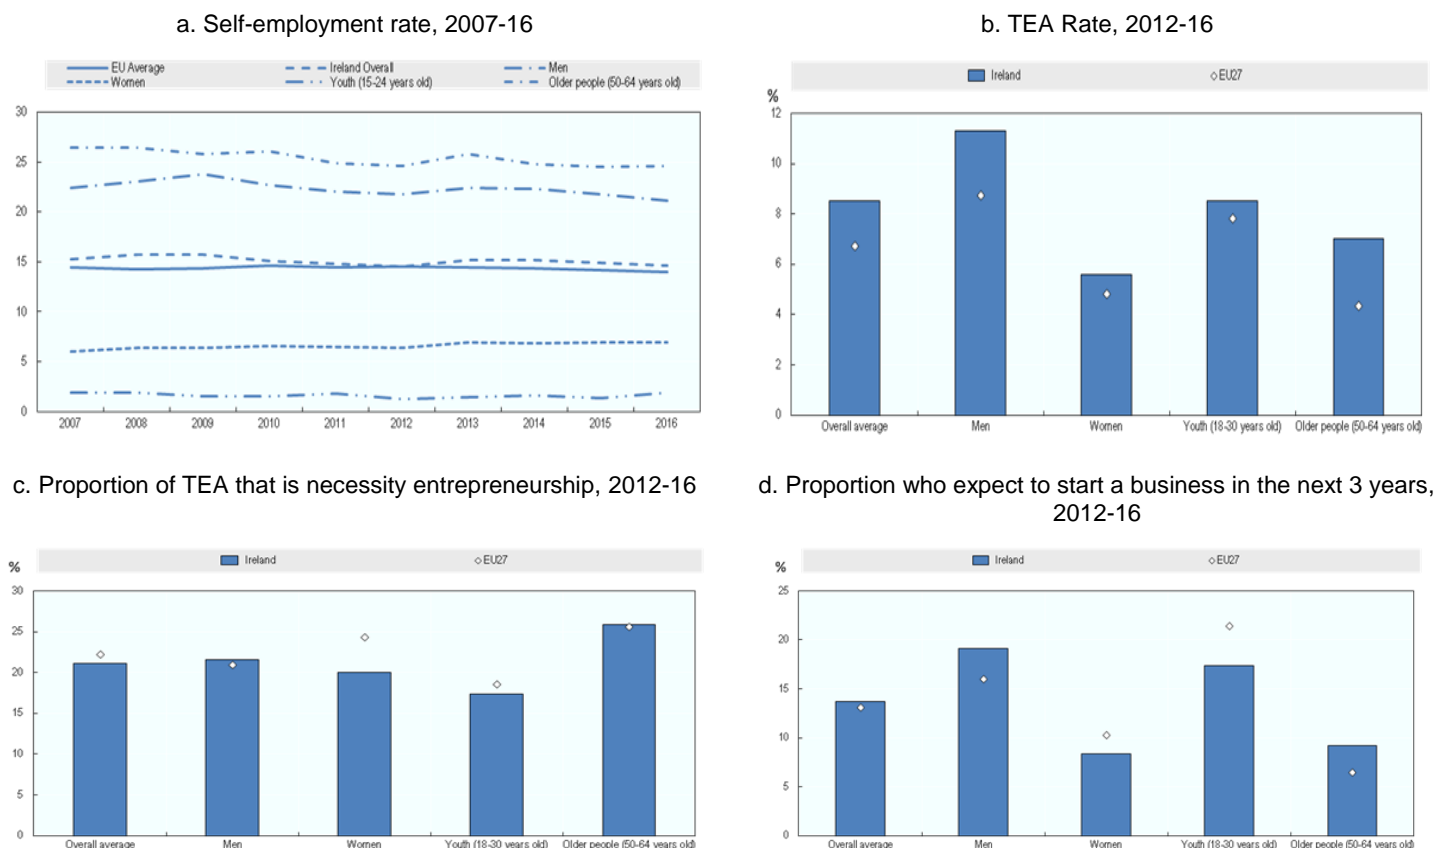 a. Self-employment rate, 2007-16
EU Average Ireland Overall Men
Women Youth (15-24 years old) Older people (50-64 years old)
30
25
20
15
10
5
0
2007 2008 2009 2010 2011 2012 2013 2014 2015 2016
b. TEA Rate, 2012-16
Ireland EU27
%
12
10
8
6
4
2
0
Overall average Men Women Youth (18-30 years old) Older people (50-64 years old)
c. Proportion of TEA that is necessity entrepreneurship, 2012-16
Ireland EU27
%
30
25
20
15
10
5
0
Overall average Men Women Youth (18-30 years old) Older people (50-64 years old)
d. Proportion who expect to start a business in the next 3 years,
2012-16
Ireland EU27
%
25
20
15
10
5
0
Overall average Men Women Youth (18-30 years old) Older people (50-64 years old)